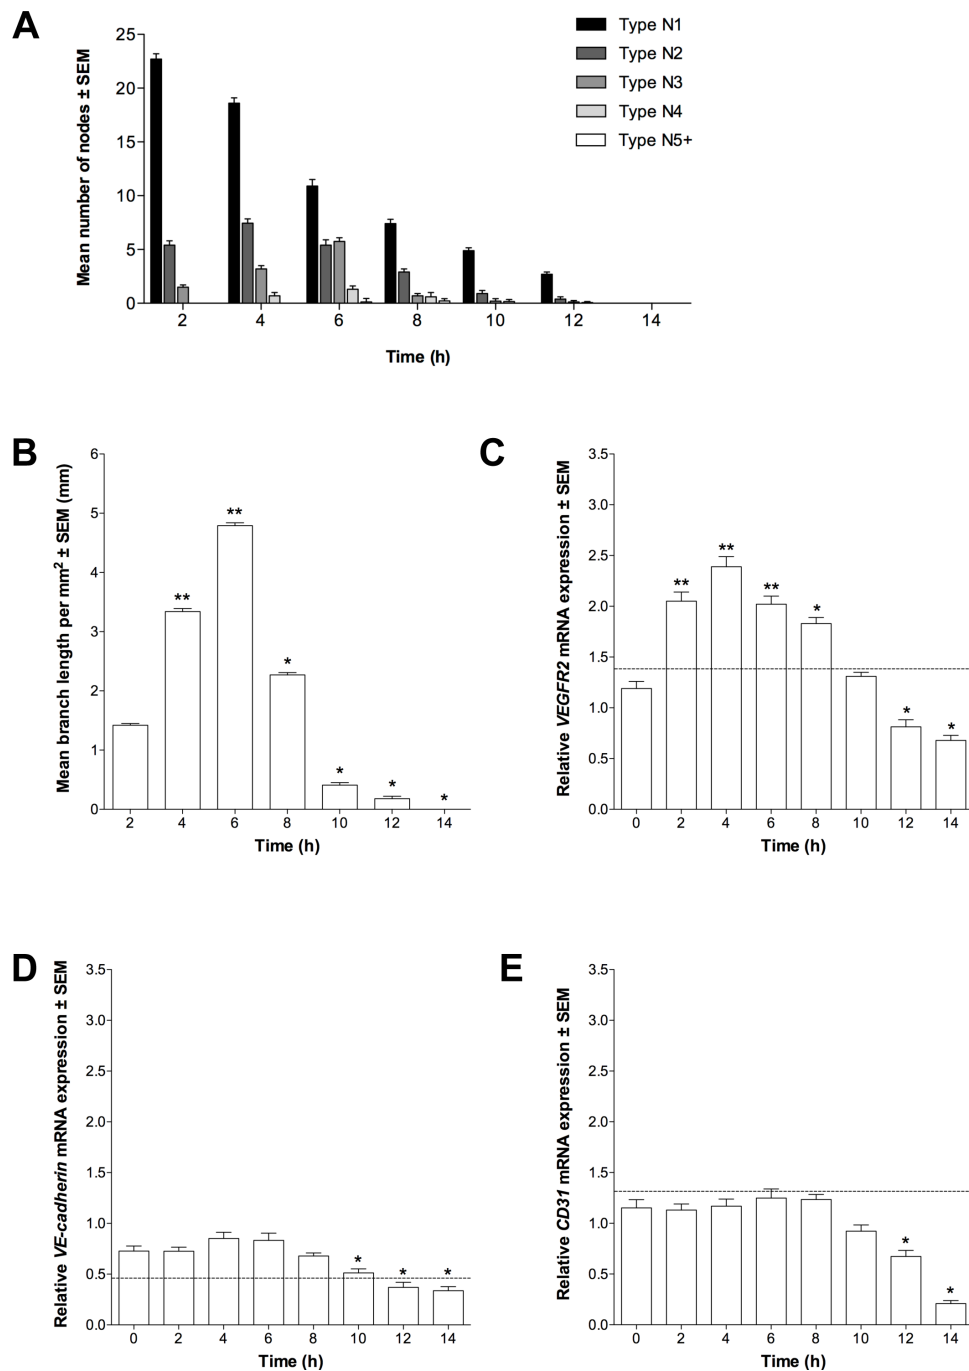 A
Mean number of nodes ± SEM
25
20
15
10
5
0
2 4 6 8 10 12 14
Time (h)
Type N1
Type N2
Type N3
Type N4
Type N5+
B
Mean branch length per mm² ± SEM (mm)
6
5
4
3
2
1
0
** ** * * * *
2 4 6 8 10 12 14
Time (h)
C
Relative VEGFR2 mRNA expression ± SEM
3.5
3.0
2.5
2.0
1.5
1.0
0.5
0.0
** ** ** * * *
0 2 4 6 8 10 12 14
Time (h)
D
Relative VE-cadherin mRNA expression ± SEM
3.5
3.0
2.5
2.0
1.5
1.0
0.5
0.0
* * *
0 2 4 6 8 10 12 14
Time (h)
E
Relative CD31 mRNA expression ± SEM
3.5
3.0
2.5
2.0
1.5
1.0
0.5
0.0
* *
0 2 4 6 8 10 12 14
Time (h)